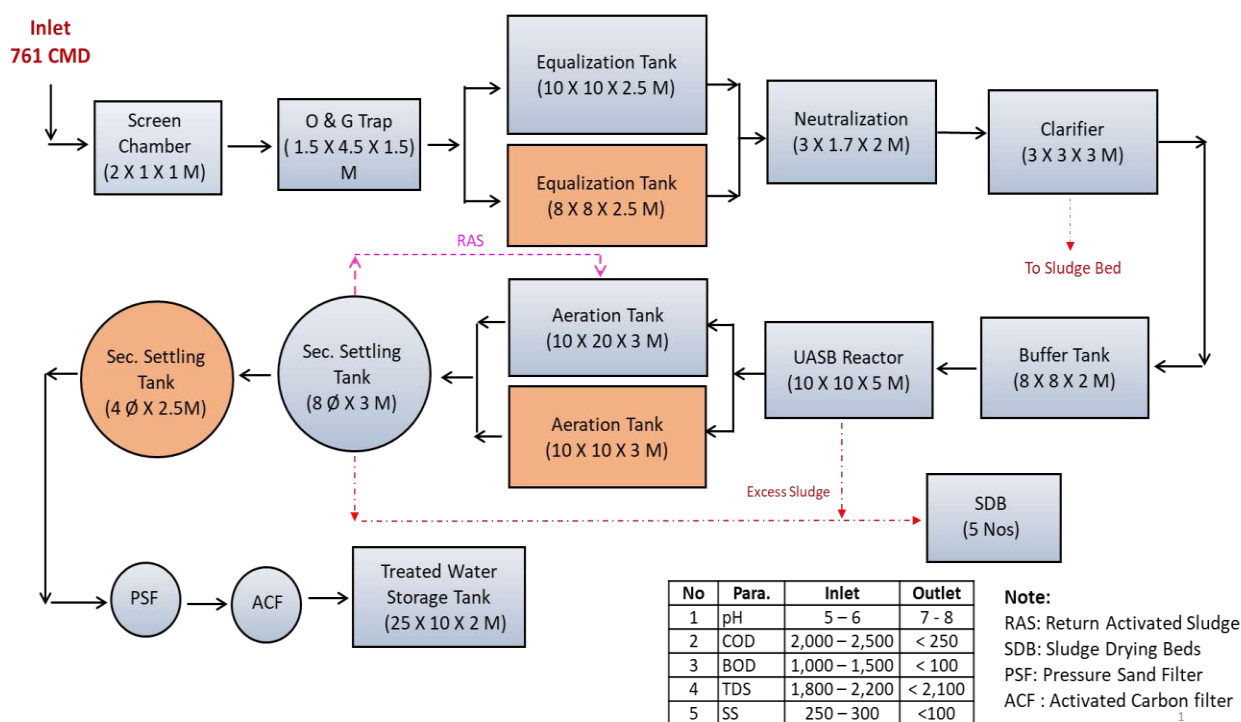 Inlet
761 CMD
Screen
Chamber
(2 X 1 X 1 M)
O & G Trap
( 1.5 X 4.5 X 1.5)
M
Equalization Tank
(10 X 10 X 2.5 M)
Equalization Tank
(8 X 8 X 2.5 M)
Neutralization
(3 X 1.7 X 2 M)
Clarifier
(3 X 3 X 3 M)
To Sludge Bed
RAS
Sec. Settling
Tank
(4 Ø X 2.5M)
Sec. Settling
Tank
(8 Ø X 3 M)
Aeration Tank
(10 X 20 X 3 M)
Aeration Tank
(10 X 10 X 3 M)
UASB Reactor
(10 X 10 X 5 M)
Buffer Tank
(8 X 8 X 2 M)
Excess Sludge
SDB
(5 Nos)
PSF
ACF
Treated Water
Storage Tank
(25 X 10 X 2 M)
No Para. Inlet Outlet
1 pH 5 – 6 7 - 8
2 COD 2,000 – 2,500 < 250
3 BOD 1,000 – 1,500 < 100
4 TDS 1,800 – 2,200 < 2,100
5 SS 250 – 300 <100
Note:
RAS: Return Activated Sludge
SDB: Sludge Drying Beds
PSF: Pressure Sand Filter
ACF : Activated Carbon filter
1